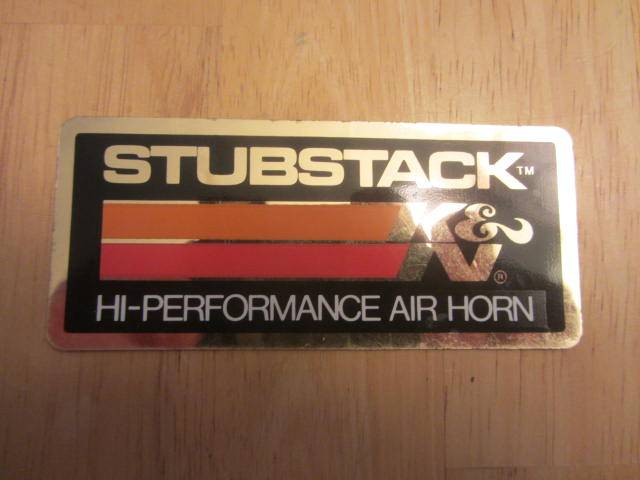 STUBSTACK™
K&N®
HI-PERFORMANCE AIR HORN